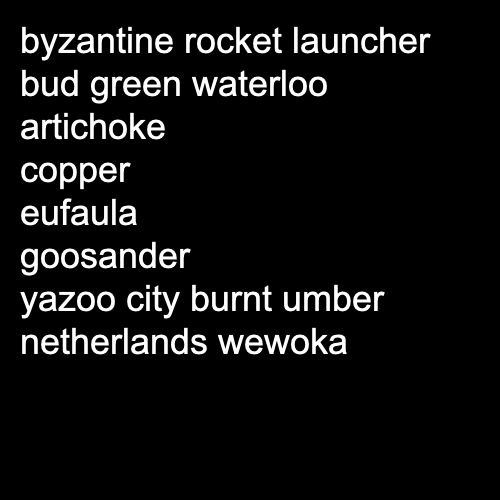 byzantine rocket launcher
bud green waterloo
artichoke
copper
eufaula
goosander
yazoo city burnt umber
netherlands wewoka